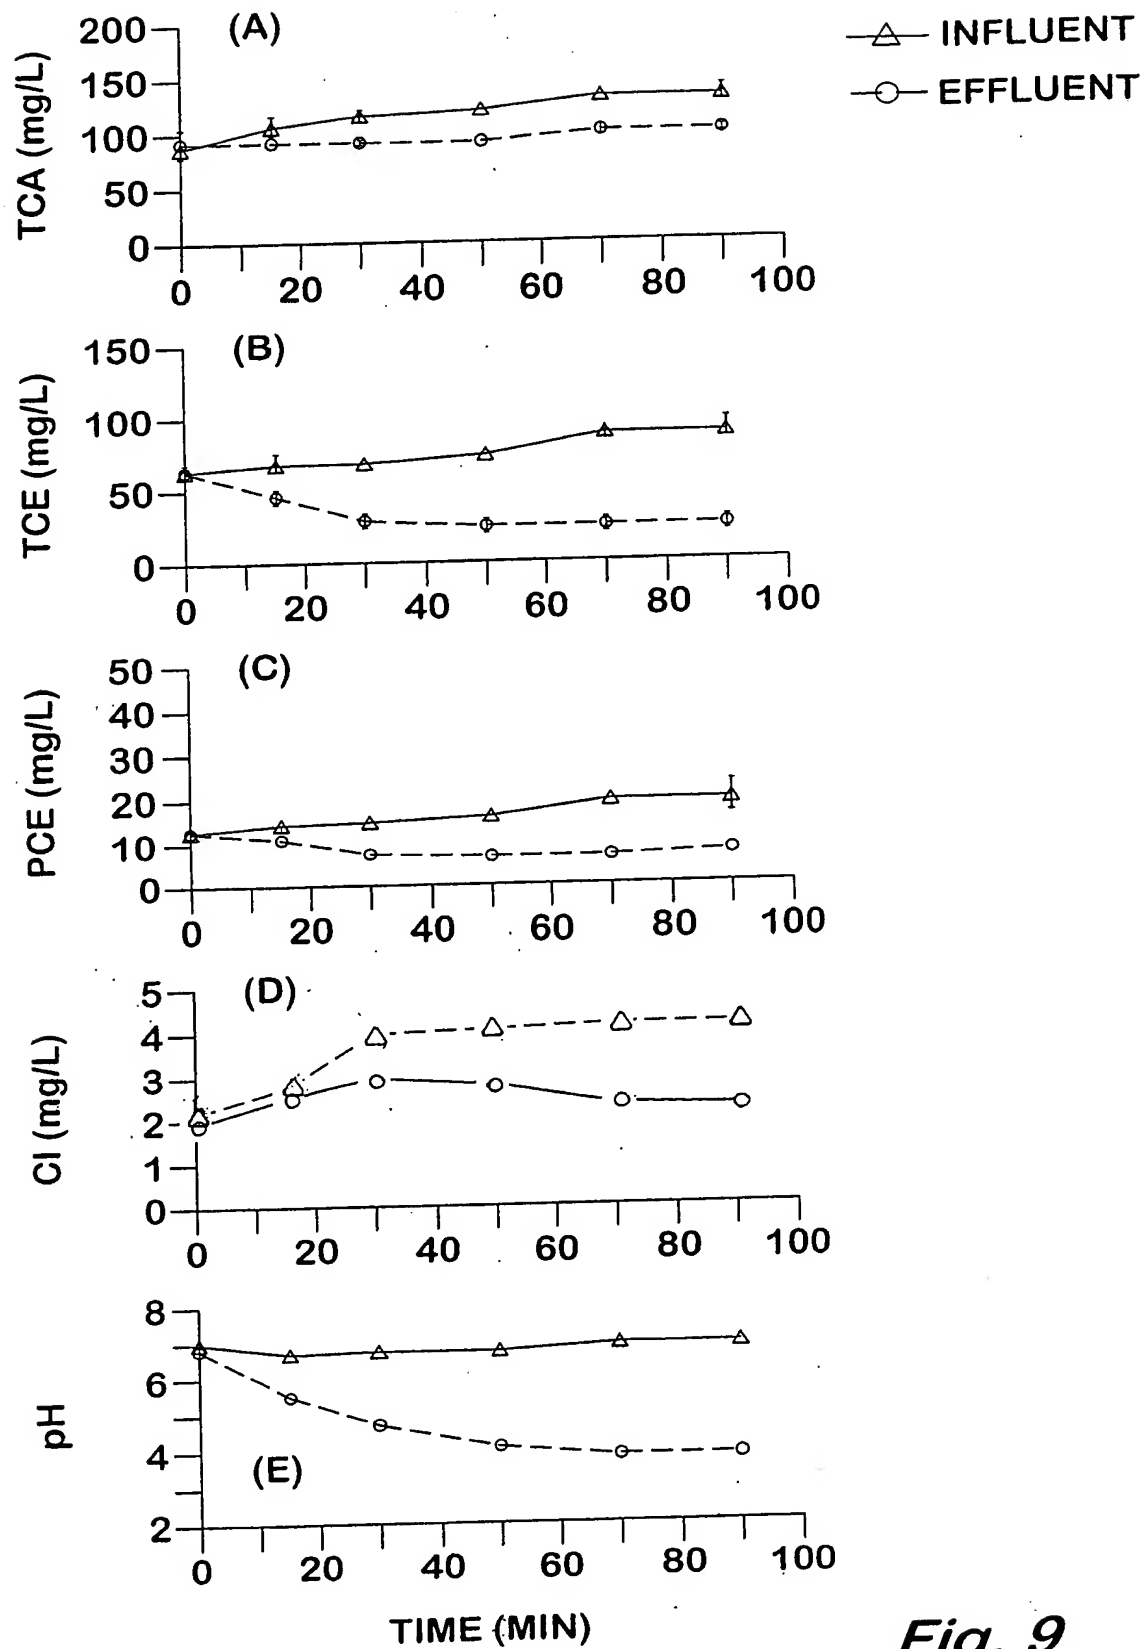 (A)
INFLUENT
EFFLUENT
TCA (mg/L)
200
150
100
50
0
0 20 40 60 80 100
(B)
TCE (mg/L)
150
100
50
0
0 20 40 60 80 100
(C)
PCE (mg/L)
50
40
30
20
10
0
0 20 40 60 80 100
(D)
Cl (mg/L)
5
4
3
2
1
0
0 20 40 60 80 100
pH
8
6
4
2
(E)
0 20 40 60 80 100
TIME (MIN)
Fig. 9